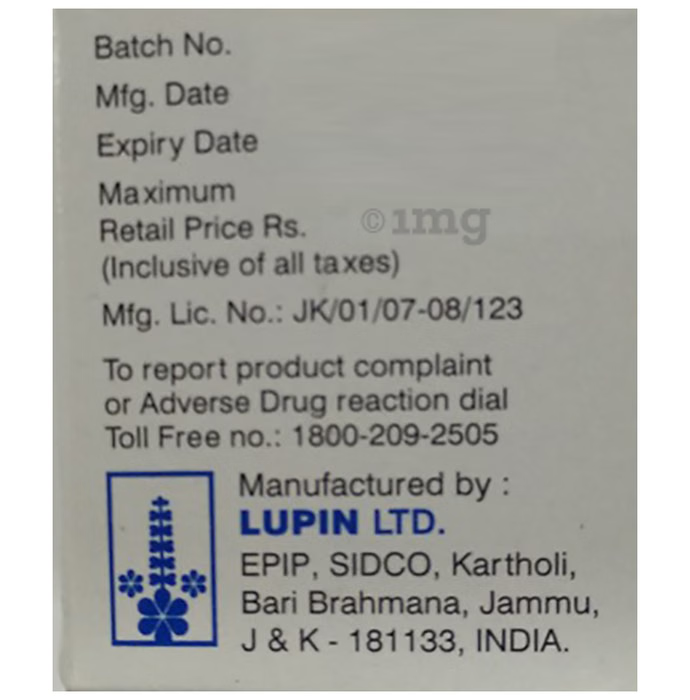 Batch No.
Mfg. Date
Expiry Date
Maximum
Retail Price Rs.
©1mg
(Inclusive of all taxes)
Mfg. Lic. No.: JK/01/07-08/123
To report product complaint
or Adverse Drug reaction dial
Toll Free no.: 1800-209-2505
Manufactured by :
LUPIN LTD.
EPIP, SIDCO, Kartholi,
Bari Brahmana, Jammu,
J & K - 181133, INDIA.